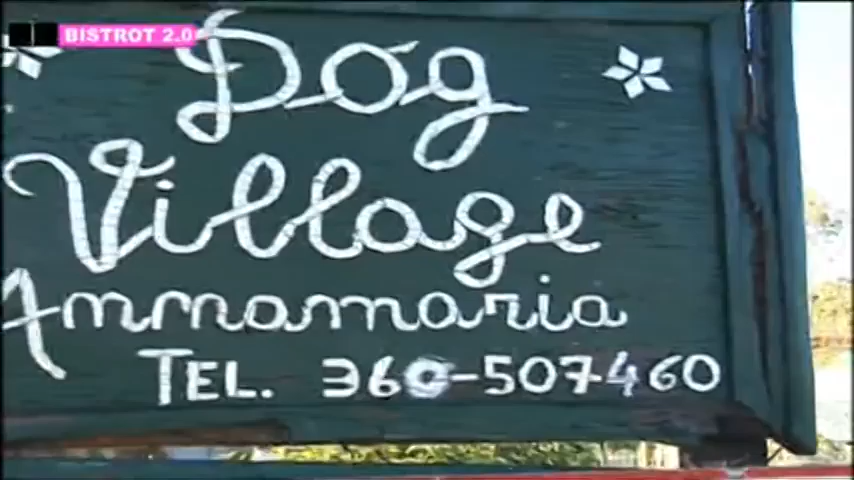 BISTROT 2.0
Dog
Village
Annamaria
TEL. 360-507460